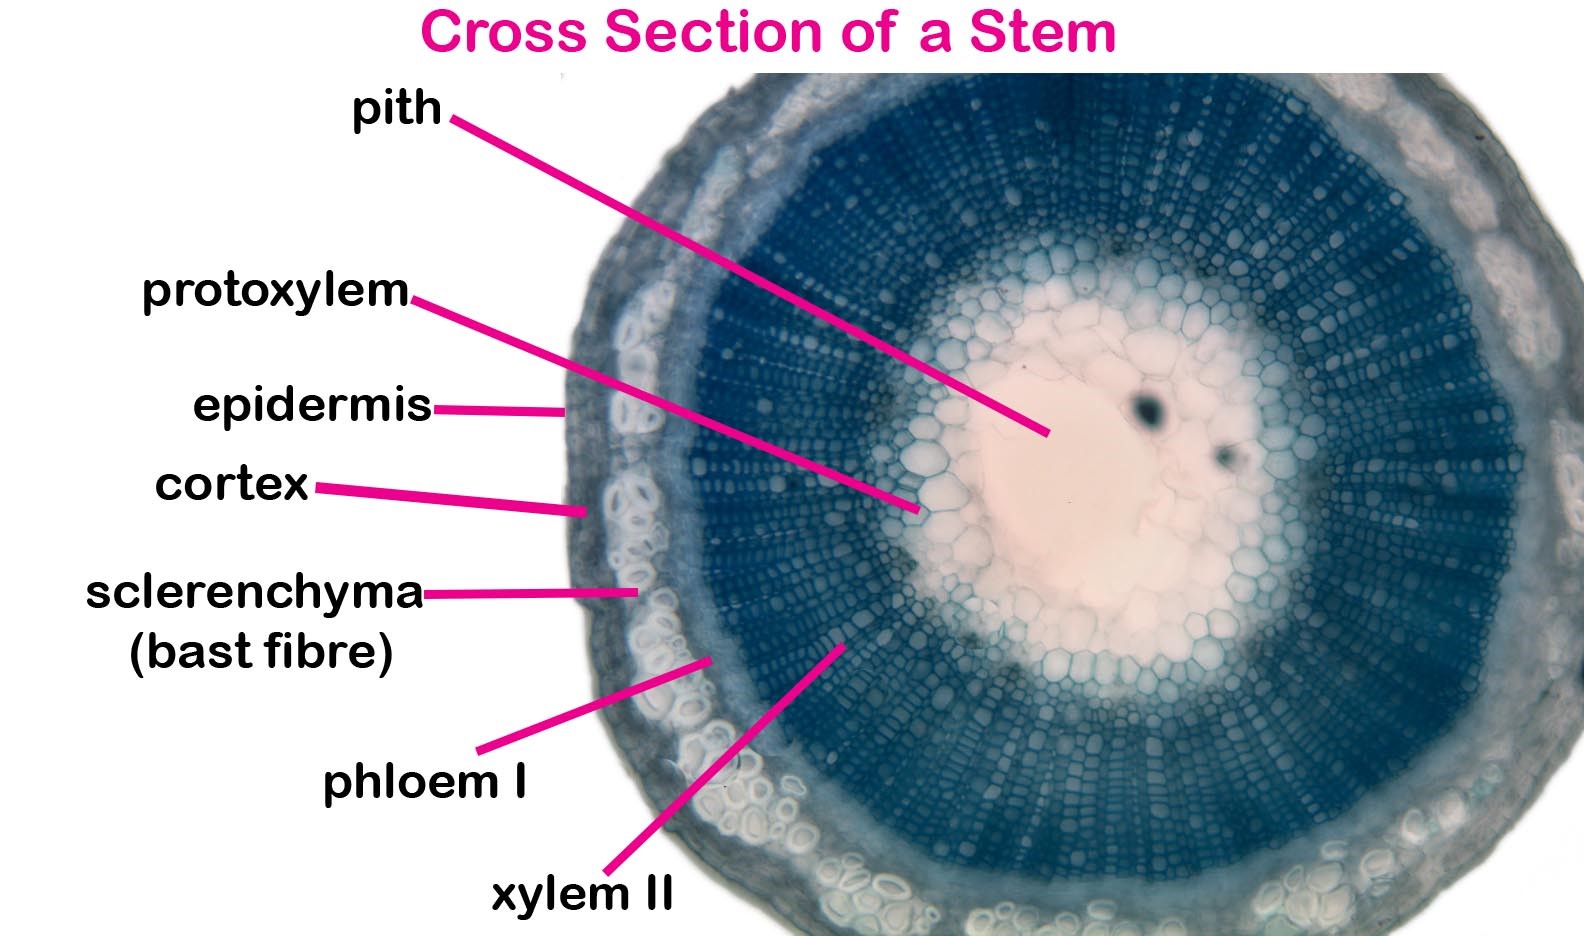 Cross Section of a Stem
pith
protoxylem
epidermis
cortex
sclerenchyma
(bast fibre)
phloem I
xylem II